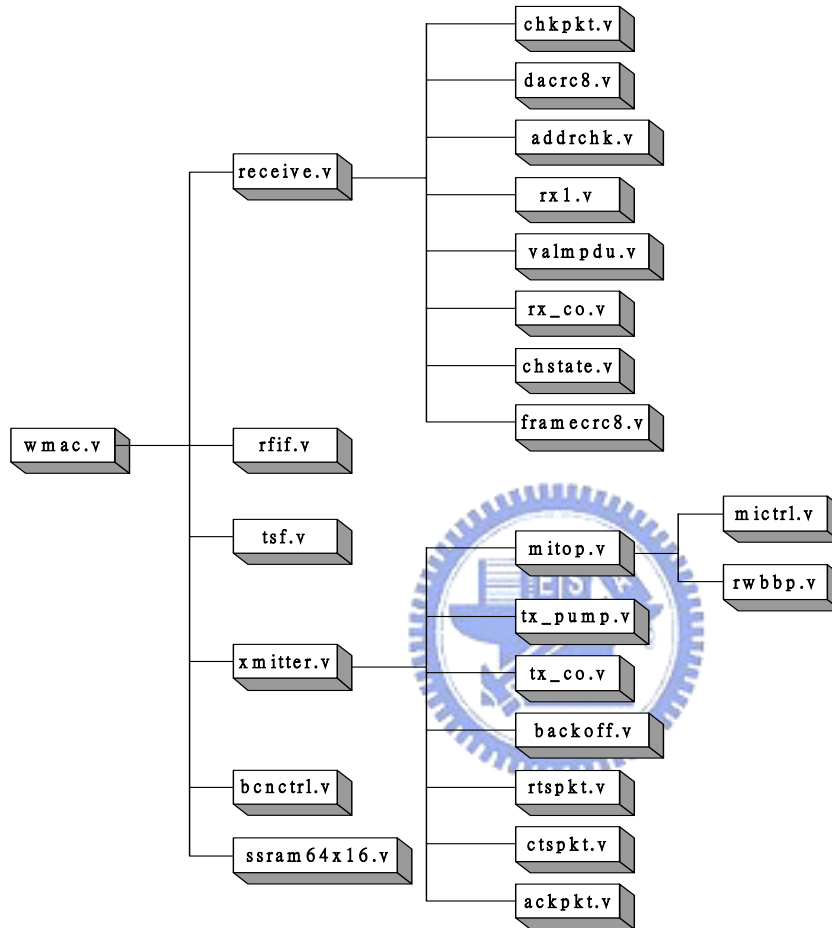 chkpkt.v
dacrc8.v
addrchk.v
receive.v
rx1.v
valmpdu.v
rx_co.v
chstate.v
framecrc8.v
wmac.v
rfif.v
tsf.v
mitop.v
mictrl.v
rwbbp.v
ES
tx_pump.v
xmitter.v
tx_co.v
backoff.v
bcnctrl.v
rtspkt.v
ssram64x16.v
ctspkt.v
ackpkt.v